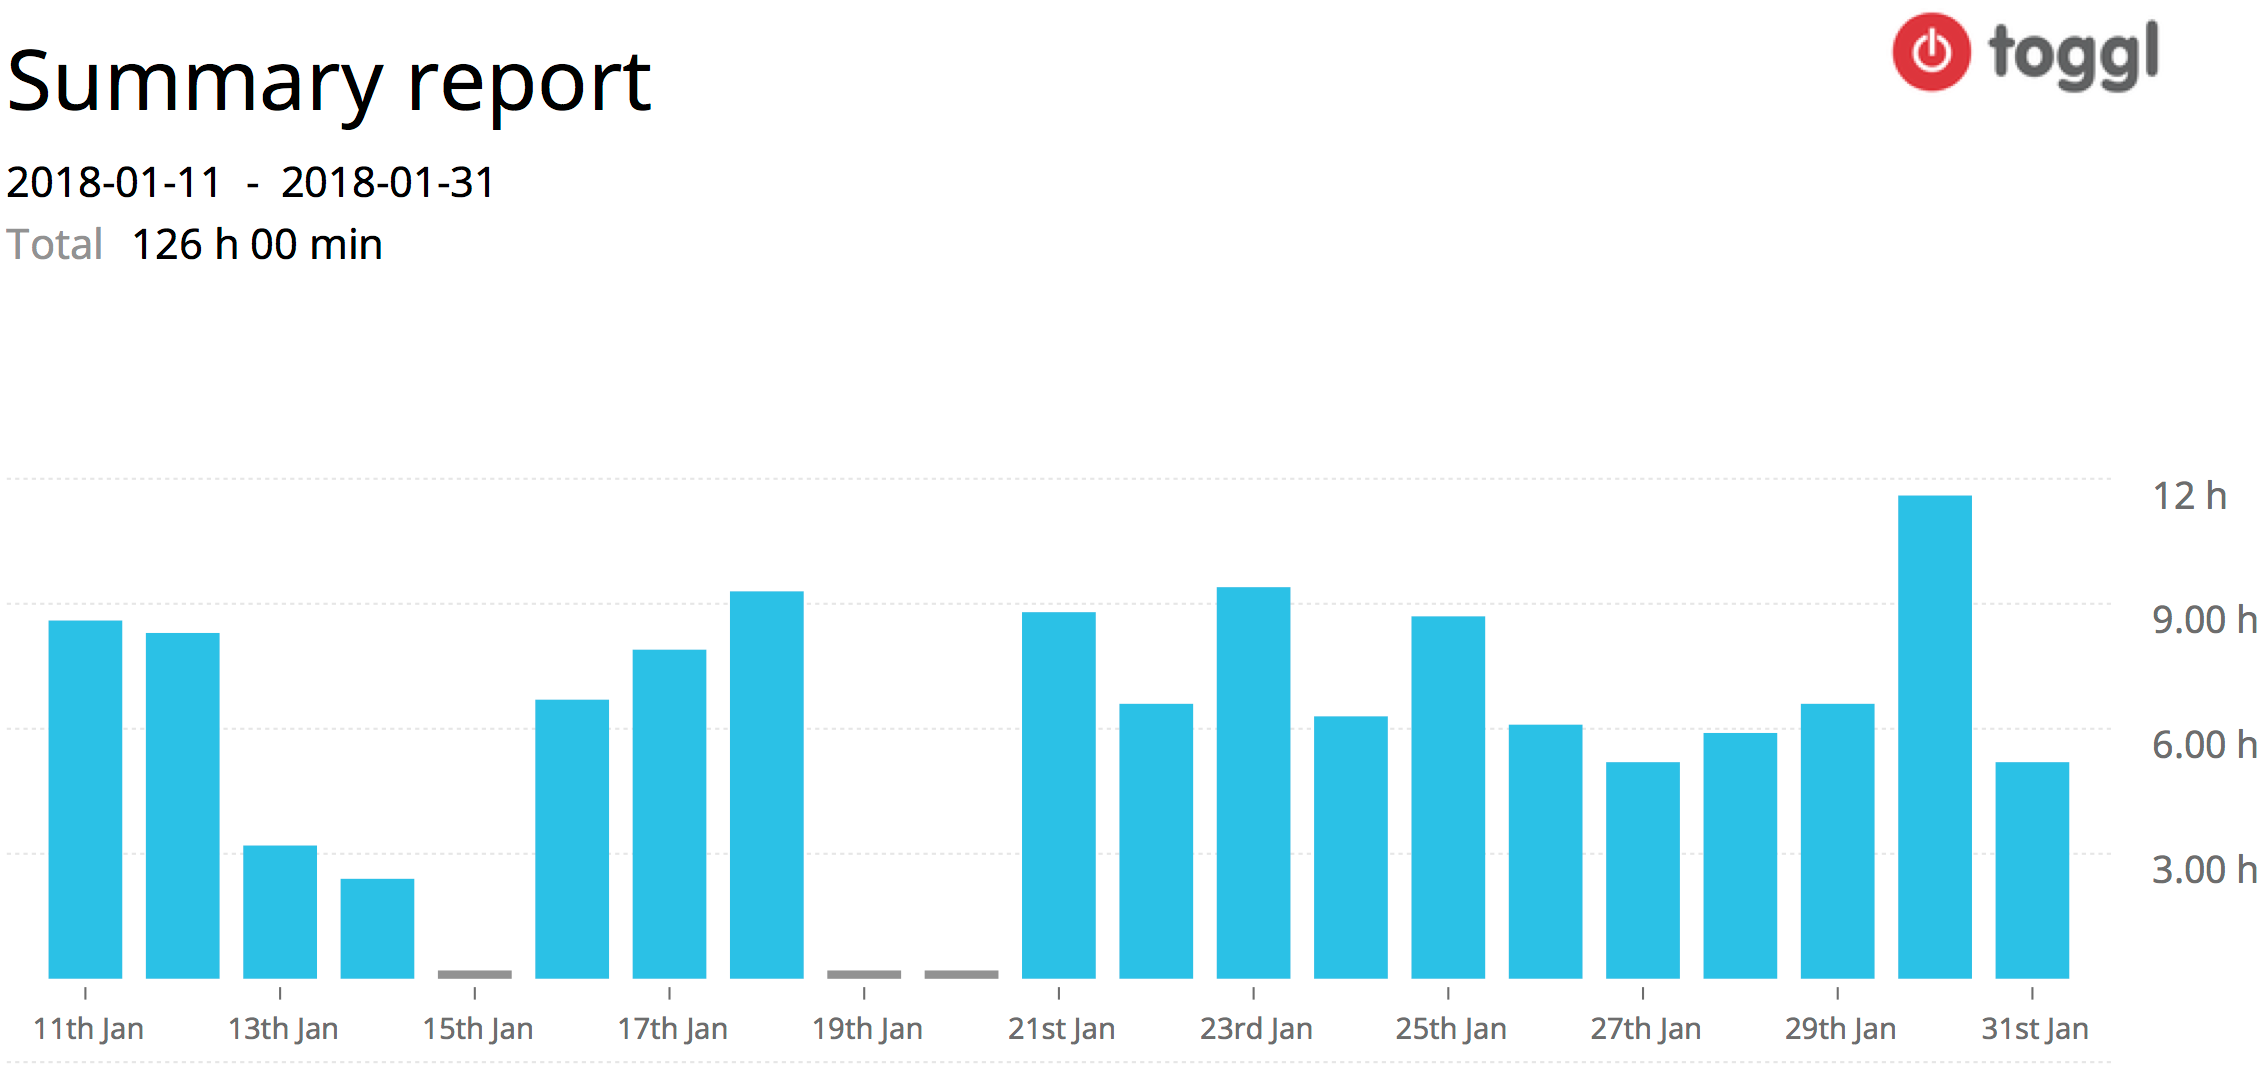 toggl
Summary report
2018-01-11 - 2018-01-31
Total 126 h 00 min
12 h
9.00 h
6.00 h
3.00 h
11th Jan 13th Jan 15th Jan 17th Jan 19th Jan 21st Jan 23rd Jan 25th Jan 27th Jan 29th Jan 31st Jan